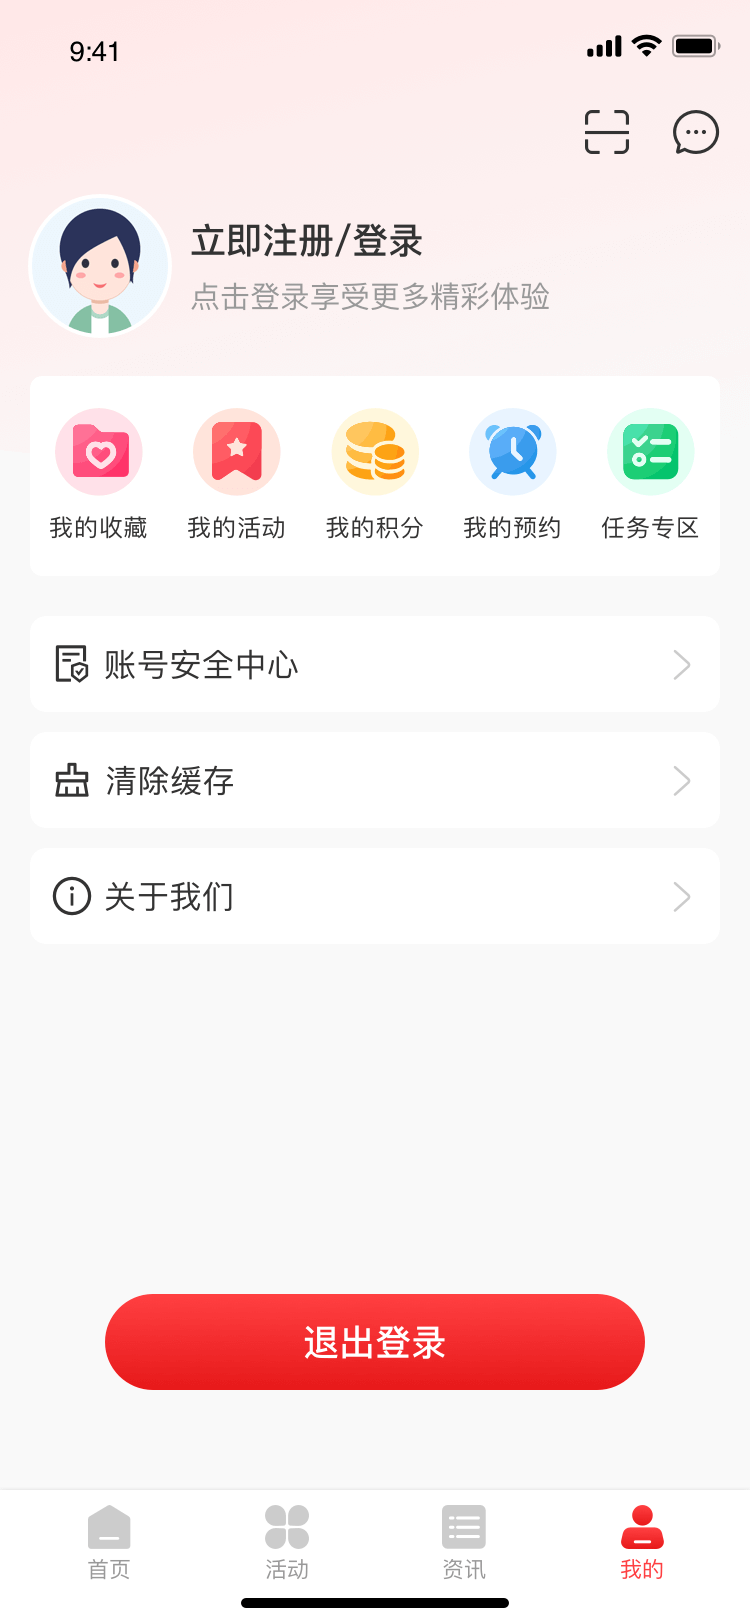 9:41
立即注册/登录
点击登录享受更多精彩体验
我的收藏 我的活动 我的积分 我的预约 任务专区
账号安全中心
清除缓存
关于我们
退出登录
首页 活动 资讯 我的